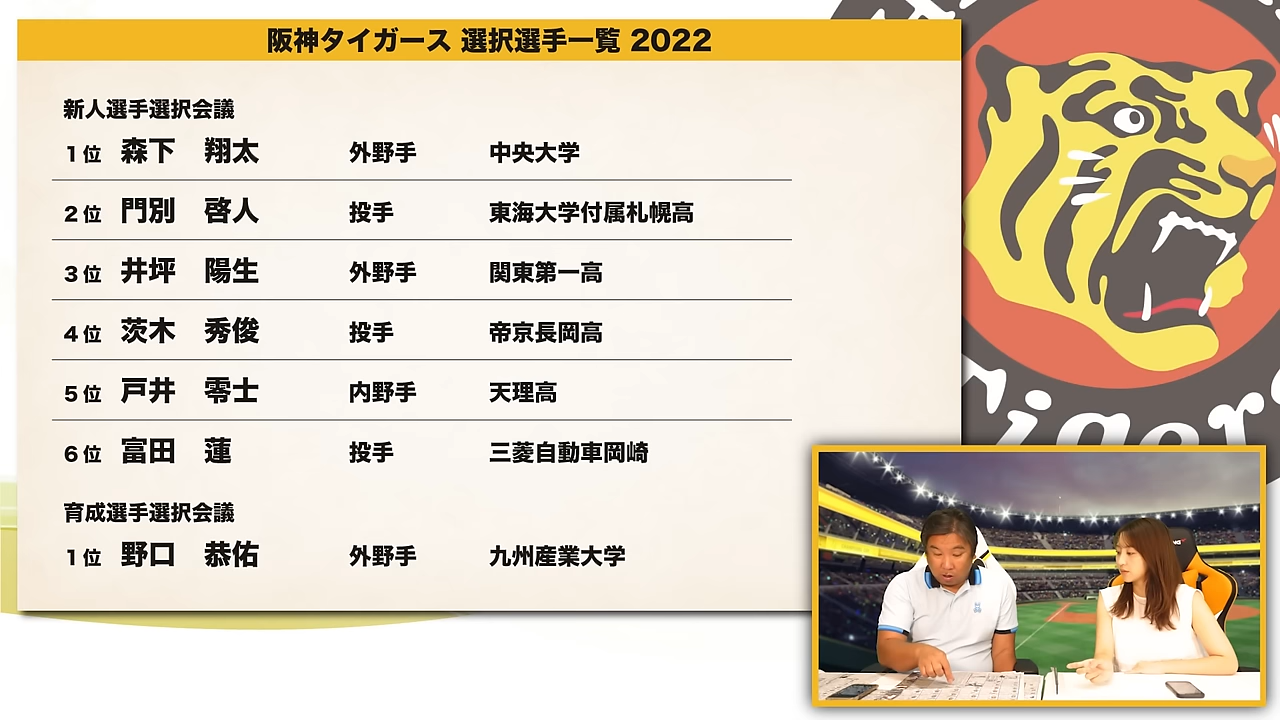 阪神タイガース 選択選手一覧 2022
新人選手選択会議
1位 森下 翔太 外野手 中央大学
2位 門別 啓人 投手 東海大学付属札幌高
3位 井坪 陽生 外野手 関東第一高
4位 茨木 秀俊 投手 帝京長岡高
5位 戸井 零士 内野手 天理高
6位 富田 蓮 投手 三菱自動車岡崎
育成選手選択会議
1位 野口 恭佑 外野手 九州産業大学
Tigers